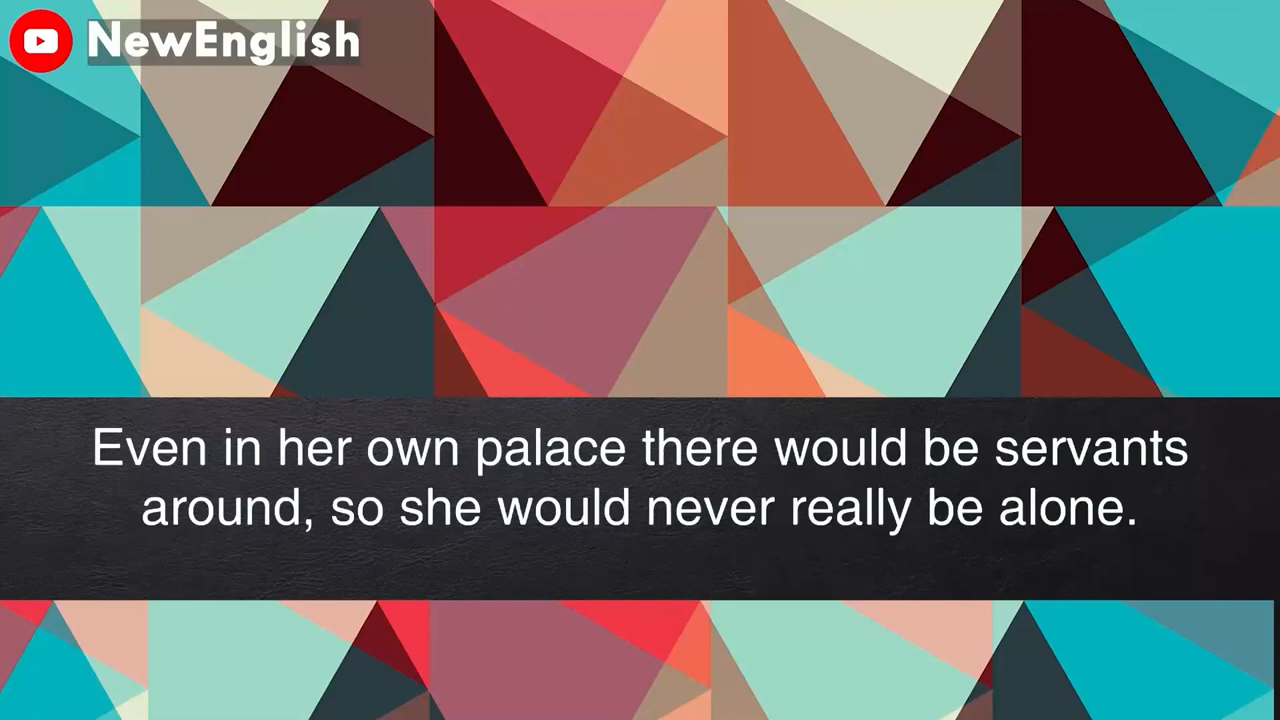 NewEnglish
Even in her own palace there would be servants
around, so she would never really be alone.